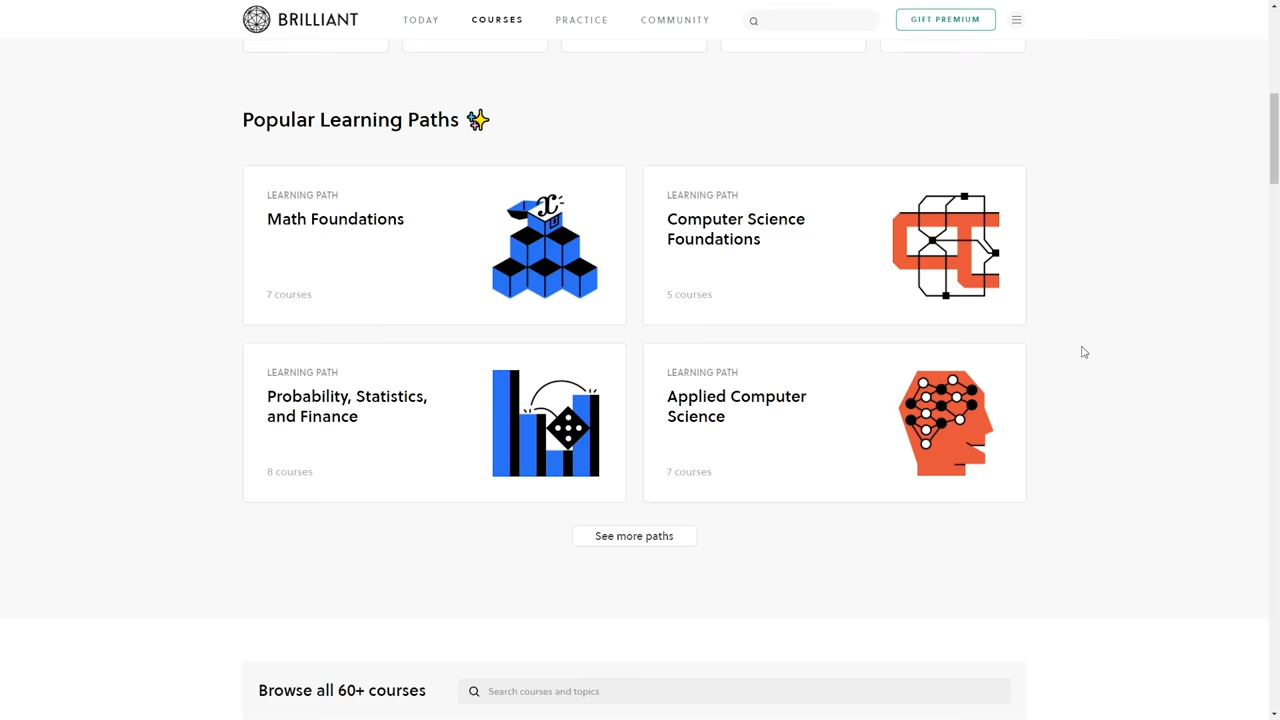 BRILLIANT
TODAY
COURSES
PRACTICE
COMMUNITY
GIFT PREMIUM
Popular Learning Paths
LEARNING PATH
Math Foundations
7 courses
x
LEARNING PATH
Computer Science
Foundations
5 courses
LEARNING PATH
Probability, Statistics,
and Finance
8 courses
LEARNING PATH
Applied Computer
Science
7 courses
See more paths
Browse all 60+ courses
Search courses and topics